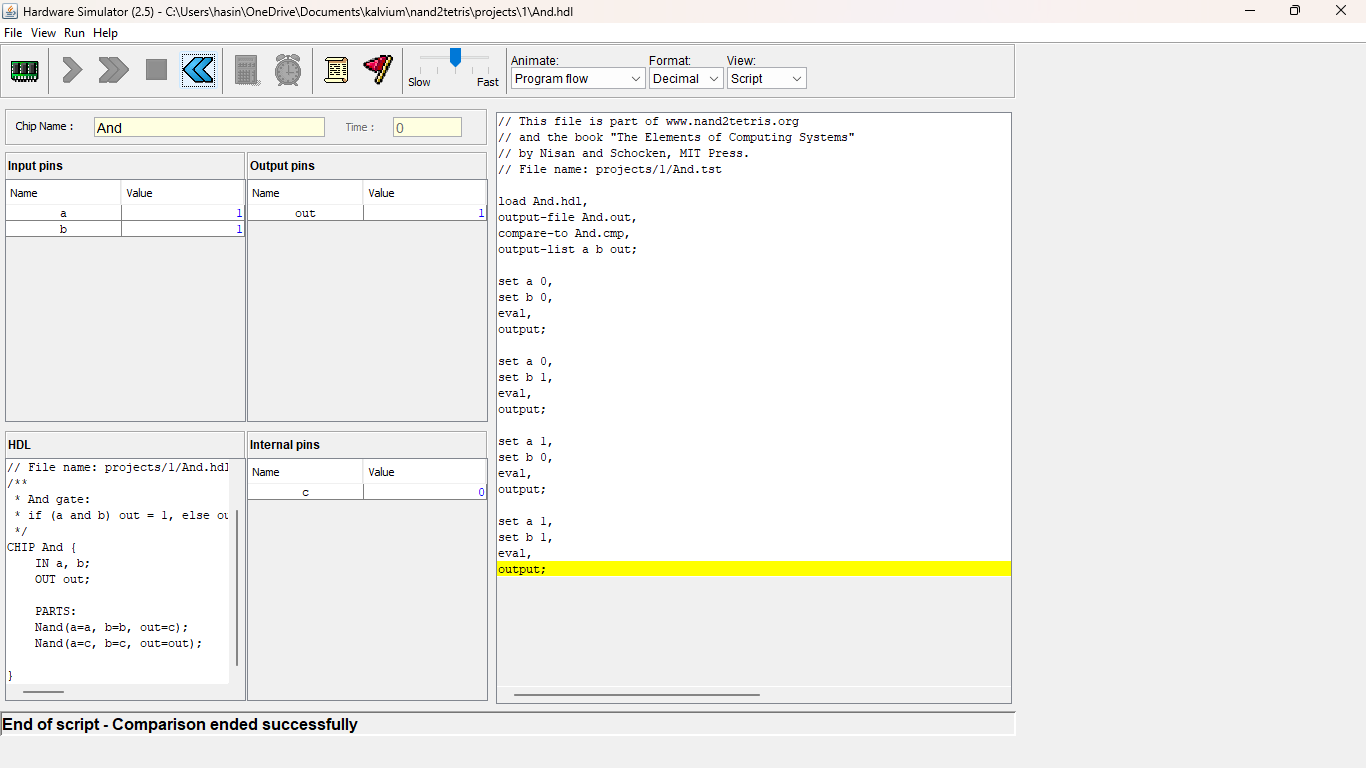 Hardware Simulator (2.5) - C:\Users\hasin\OneDrive\Documents\kalvium\nand2tetris\projects\1\And.hdl
File View Run Help
Slow Fast
Animate: Format: View:
Program flow Decimal Script
Chip Name : And Time : 0
Input pins Output pins
Name Value Name Value
a 1 out 1
b 1
HDL
// File name: projects/1/And.hdl
/**
* And gate:
* if (a and b) out = 1, else ou
*/
CHIP And {
IN a, b;
OUT out;
PARTS:
Nand(a=a, b=b, out=c);
Nand(a=c, b=c, out=out);
}
Internal pins
Name Value
c 0
// This file is part of www.nand2tetris.org
// and the book "The Elements of Computing Systems"
// by Nisan and Schocken, MIT Press.
// File name: projects/1/And.tst
load And.hdl,
output-file And.out,
compare-to And.cmp,
output-list a b out;
set a 0,
set b 0,
eval,
output;
set a 0,
set b 1,
eval,
output;
set a 1,
set b 0,
eval,
output;
set a 1,
set b 1,
eval,
output;
End of script - Comparison ended successfully